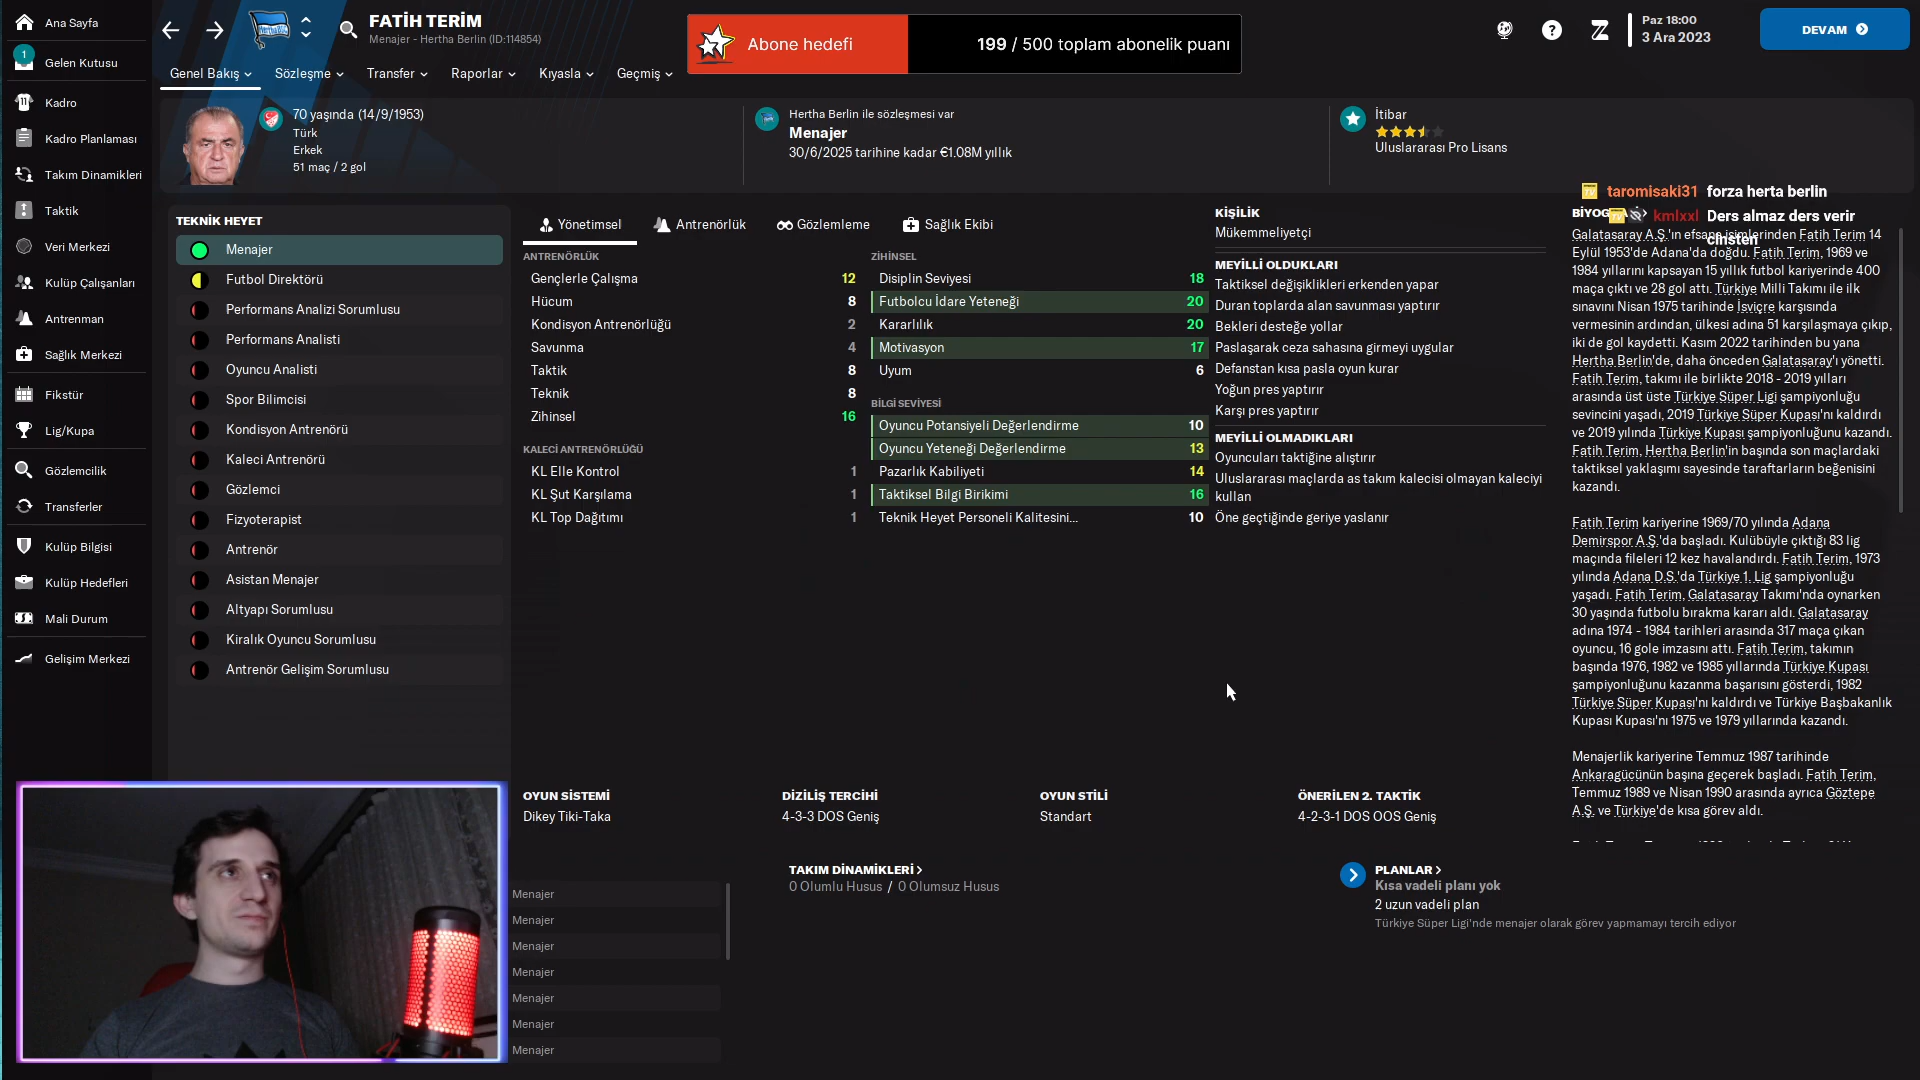 Ana Sayfa
1
Gelen Kutusu
Kadro
Kadro Planlaması
Takım Dinamikleri
Taktik
Veri Merkezi
Kulüp Çalışanları
Antrenman
Sağlık Merkezi
Fikstür
Lig/Kupa
Gözlemcilik
Transferler
Kulüp Bilgisi
Kulüp Hedefleri
Mali Durum
Gelişim Merkezi
FATİH TERİM
Menajer - Hertha Berlin (ID:114854)
Genel Bakış
Sözleşme
Transfer
Raporlar
Kıyasla
Geçmiş
Abone hedefi
199 / 500 toplam abonelik puanı
?
Paz 18:00
3 Ara 2023
DEVAM
70 yaşında (14/9/1953)
Türk
Erkek
51 maç / 2 gol
Hertha Berlin ile sözleşmesi var
Menajer
30/6/2025 tarihine kadar €1.08M yıllık
İtibar
Uluslararası Pro Lisans
taromisaki31 forza herta berlin
kmlxxl Ders almaz ders verir
cinsten
TEKNİK HEYET
Menajer
Futbol Direktörü
Performans Analizi Sorumlusu
Performans Analisti
Oyuncu Analisti
Spor Bilimcisi
Kondisyon Antrenörü
Kaleci Antrenörü
Gözlemci
Fizyoterapist
Antrenör
Asistan Menajer
Altyapı Sorumlusu
Kiralık Oyuncu Sorumlusu
Antrenör Gelişim Sorumlusu
Yönetimsel
Antrenörlük
Gözlemleme
Sağlık Ekibi
ANTRENÖRLÜK
Gençlerle Çalışma 12
Hücum 8
Kondisyon Antrenörlüğü 2
Savunma 4
Taktik 8
Teknik 8
Zihinsel 16
KALECİ ANTRENÖRLÜĞÜ
KL Elle Kontrol 1
KL Şut Karşılama 1
KL Top Dağıtımı 1
ZİHİNSEL
Disiplin Seviyesi 18
Futbolcu İdare Yeteneği 20
Kararlılık 20
Motivasyon 17
Uyum 6
BİLGİ SEVİYESİ
Oyuncu Potansiyeli Değerlendirme 10
Oyuncu Yeteneği Değerlendirme 13
Pazarlık Kabiliyeti 14
Taktiksel Bilgi Birikimi 16
Teknik Heyet Personeli Kalitesini... 10
KİŞİLİK
Mükemmeliyetçi
MEYİLLİ OLDUKLARI
Taktiksel değişiklikleri erkenden yapar
Duran toplarda alan savunması yaptırır
Bekleri desteğe yollar
Paslaşarak ceza sahasına girmeyi uygular
Defanstan kısa pasla oyun kurar
Yoğun pres yaptırır
Karşı pres yaptırır
MEYİLLİ OLMADIKLARI
Oyuncuları taktiğine alıştırır
Uluslararası maçlarda as takım kalecisi olmayan kaleciyi
kullan
Öne geçtiğinde geriye yaslanır
Galatasaray A.Ş.'ın efsane isimlerinden Fatih Terim 14
Eylül 1953'de Adana'da doğdu. Fatih Terim, 1969 ve
1984 yıllarını kapsayan 15 yıllık futbol kariyerinde 400
maça çıktı ve 28 gol attı. Türkiye Milli Takımı ile ilk
sınavını Nisan 1975 tarihinde İsviçre karşısında
vermesinin ardından, ülkesi adına 51 karşılaşmaya çıkıp,
iki de gol kaydetti. Kasım 2022 tarihinden bu yana
Hertha Berlin'de, daha önceden Galatasaray'ı yönetti.
Fatih Terim, takımı ile birlikte 2018 - 2019 yılları
arasında üst üste Türkiye Süper Ligi şampiyonluğu
sevincini yaşadı, 2019 Türkiye Süper Kupası'nı kaldırdı
ve 2019 yılında Türkiye Kupası şampiyonluğunu kazandı.
Fatih Terim, Hertha Berlin'in başında son maçlardaki
taktiksel yaklaşımı sayesinde taraftarların beğenisini
kazandı.
Fatih Terim kariyerine 1969/70 yılında Adana
Demirspor A.Ş.'da başladı. Kulübüyle çıktığı 83 lig
maçında fileleri 12 kez havalandırdı. Fatih Terim, 1973
yılında Adana D.S.'da Türkiye 1. Lig şampiyonluğu
yaşadı. Fatih Terim, Galatasaray Takımı'nda oynarken
30 yaşında futbolu bırakma kararı aldı. Galatasaray
adına 1974 - 1984 tarihleri arasında 317 maça çıkan
oyuncu, 16 gole imzasını attı. Fatih Terim, takımın
başında 1976, 1982 ve 1985 yıllarında Türkiye Kupası
şampiyonluğunu kazanma başarısını gösterdi, 1982
Türkiye Süper Kupası'nı kaldırdı ve Türkiye Başbakanlık
Kupası Kupası'nı 1975 ve 1979 yıllarında kazandı.
Menajerlik kariyerine Temmuz 1987 tarihinde
Ankaragücünün başına geçerek başladı. Fatih Terim,
Temmuz 1989 ve Nisan 1990 arasında ayrıca Göztepe
A.Ş. ve Türkiye'de kısa görev aldı.
OYUN SİSTEMİ
Dikey Tiki-Taka
DİZİLİŞ TERCİHİ
4-3-3 DOS Geniş
OYUN STİLİ
Standart
ÖNERİLEN 2. TAKTİK
4-2-3-1 DOS OOS Geniş
Menajer
Menajer
Menajer
Menajer
Menajer
Menajer
Menajer
TAKIM DİNAMİKLERİ
0 Olumlu Husus / 0 Olumsuz Husus
PLANLAR
Kısa vadeli planı yok
2 uzun vadeli plan
Türkiye Süper Ligi'nde menajer olarak görev yapmamayı tercih ediyor